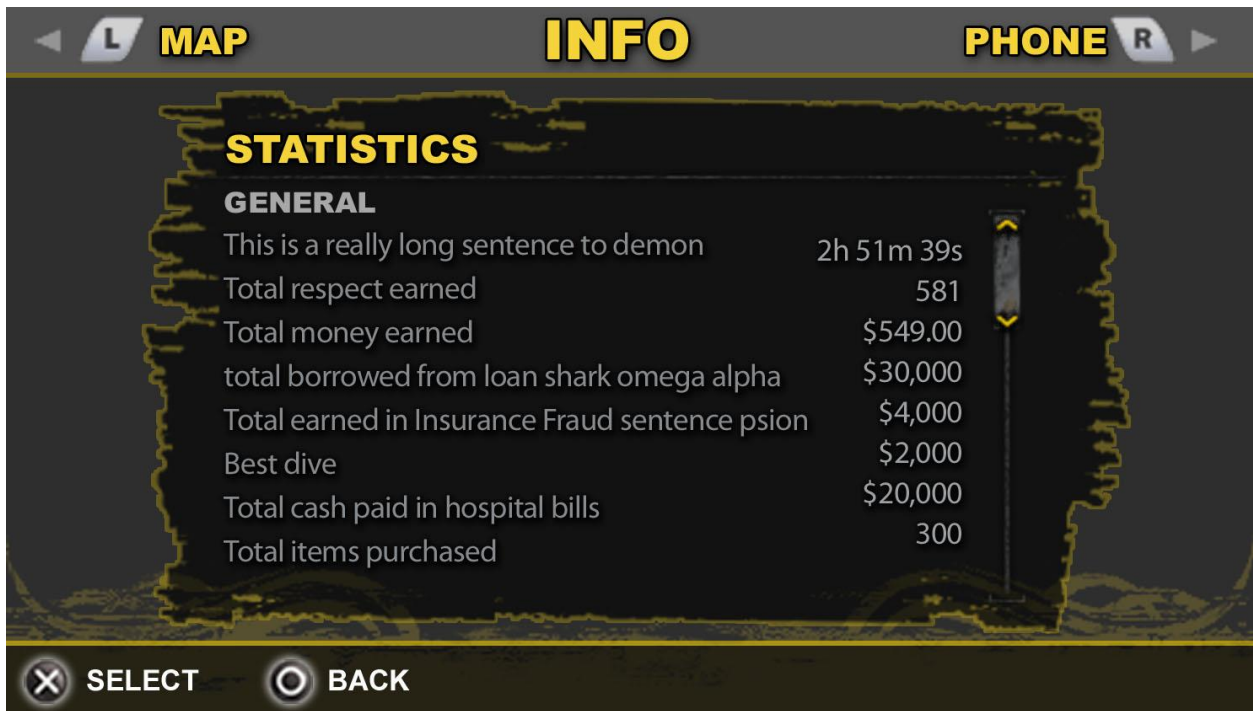 L MAP INFO PHONE R
STATISTICS
GENERAL
This is a really long sentence to demon 2h 51m 39s
Total respect earned 581
Total money earned $549.00
total borrowed from loan shark omega alpha $30,000
Total earned in Insurance Fraud sentence psion $4,000
Best dive $2,000
Total cash paid in hospital bills $20,000
Total items purchased 300
SELECT BACK